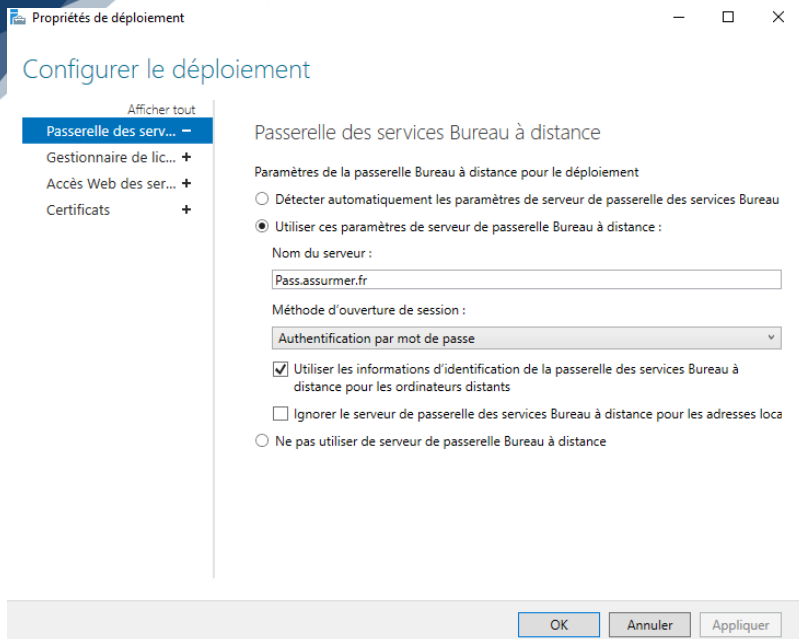 Propriétés de déploiement
Configurer le déploiement
Afficher tout
Passerelle des serv... −
Gestionnaire de lic... +
Accès Web des ser... +
Certificats +
Passerelle des services Bureau à distance
Paramètres de la passerelle Bureau à distance pour le déploiement
Détecter automatiquement les paramètres de serveur de passerelle des services Bureau
Utiliser ces paramètres de serveur de passerelle Bureau à distance :
Nom du serveur :
Pass.assurmer.fr
Méthode d'ouverture de session :
Authentification par mot de passe
Utiliser les informations d'identification de la passerelle des services Bureau à
distance pour les ordinateurs distants
Ignorer le serveur de passerelle des services Bureau à distance pour les adresses loca
Ne pas utiliser de serveur de passerelle Bureau à distance
OK
Annuler
Appliquer